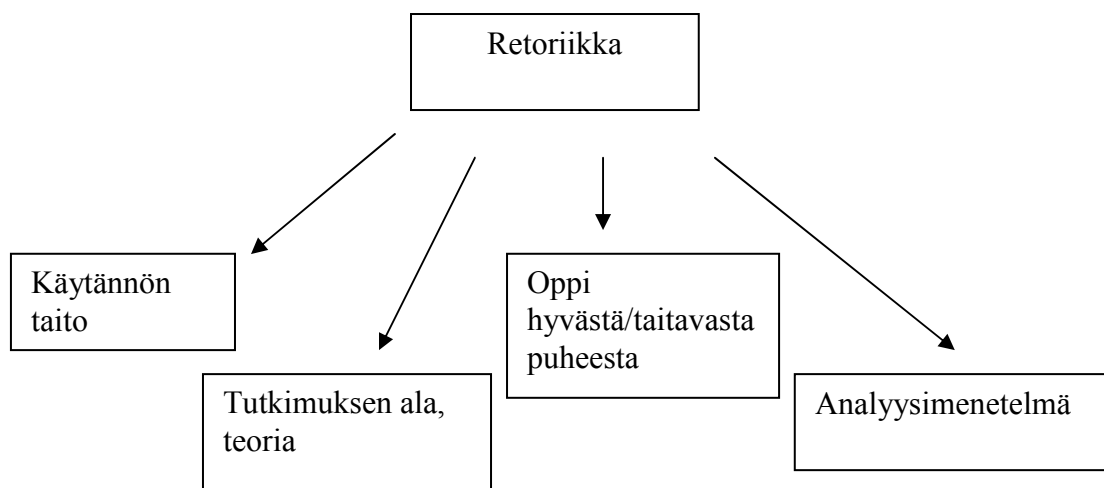 Retoriikka
Käytännön
taito
Tutkimuksen ala,
teoria
Oppi
hyvästä/taitavasta
puheesta
Analyysimenetelmä